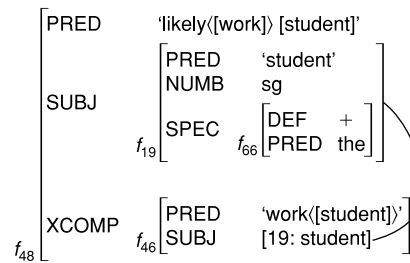 PRED ‘likely⟨[work]⟩ [student]’
PRED ‘student’
NUMB sg
SUBJ
DEF +
SPEC f66
f19 PRED the
PRED ‘work⟨[student]⟩’
XCOMP f46
f48 SUBJ [19: student]